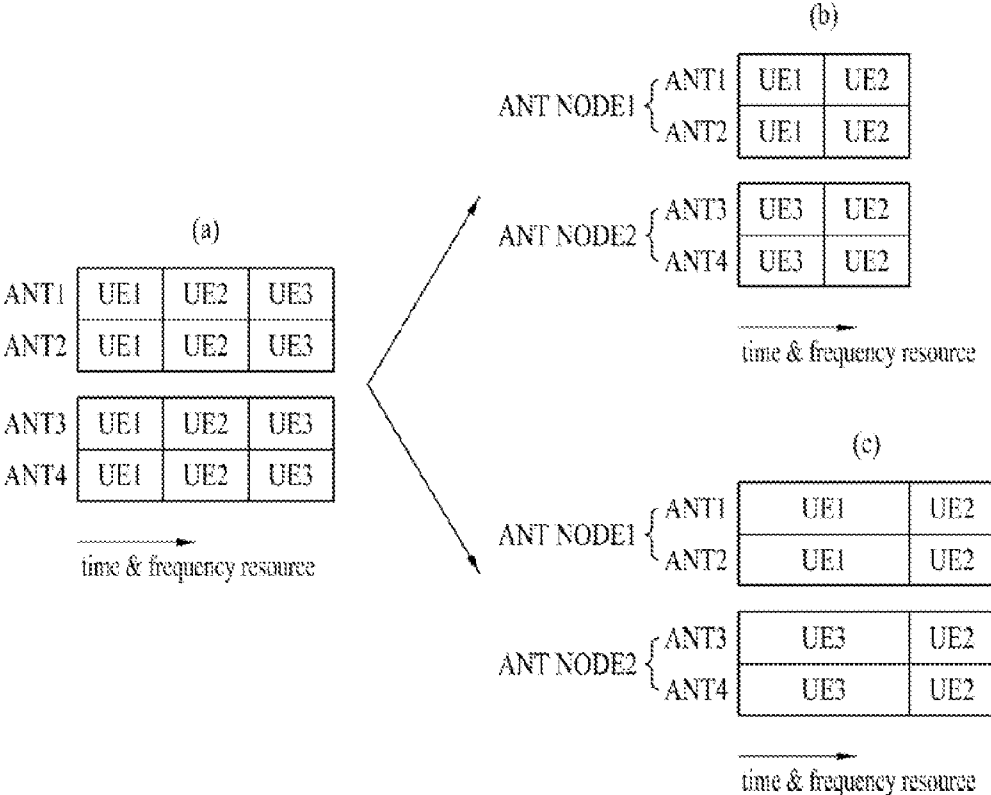 (a)
ANT1 UE1 UE2 UE3
ANT2 UE1 UE2 UE3
ANT3 UE1 UE2 UE3
ANT4 UE1 UE2 UE3
time & frequency resource
(b)
ANT NODE1 ANT1 UE1 UE2
ANT2 UE1 UE2
ANT NODE2 ANT3 UE3 UE2
ANT4 UE3 UE2
time & frequency resource
(c)
ANT NODE1 ANT1 UE1 UE2
ANT2 UE1 UE2
ANT NODE2 ANT3 UE3 UE2
ANT4 UE3 UE2
time & frequency resource